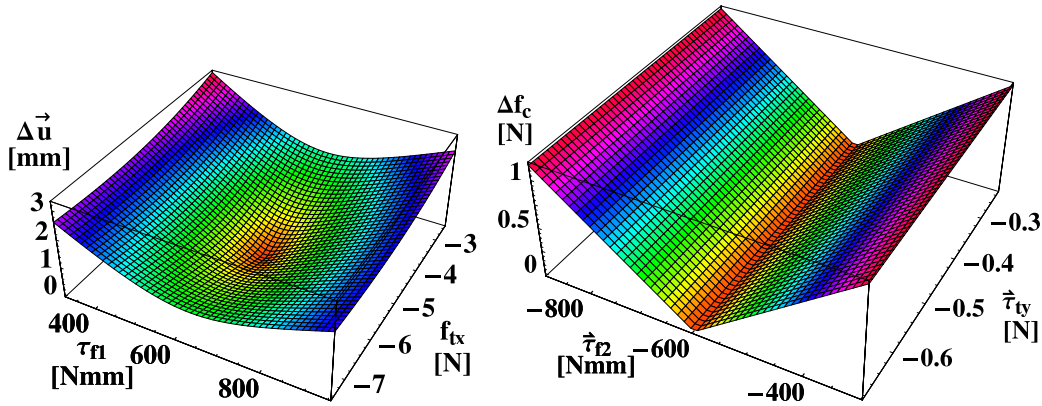 Δu⃗
[mm]
3
2
1
0
400
600
800
τf1
[Nmm]
−3
−4
−5
−6
−7
ftx
[N]
Δfc
[N]
1
0.5
0
−800
−600
−400
τ⃗f2
[Nmm]
−0.3
−0.4
−0.5
−0.6
τ⃗ty
[N]